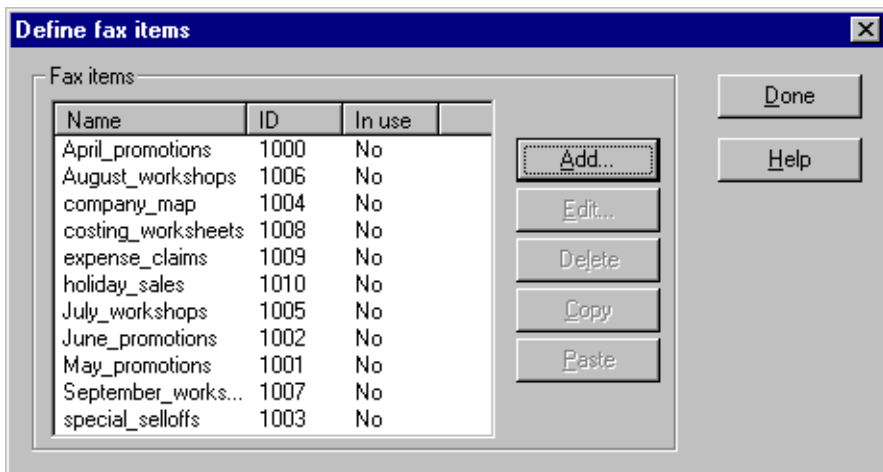 Define fax items
Fax items
Name ID In use
April_promotions 1000 No
August_workshops 1006 No
company_map 1004 No
costing_worksheets 1008 No
expense_claims 1009 No
holiday_sales 1010 No
July_workshops 1005 No
June_promotions 1002 No
May_promotions 1001 No
September_works... 1007 No
special_selloffs 1003 No
Add...
Edit...
Delete
Copy
Paste
Done
Help